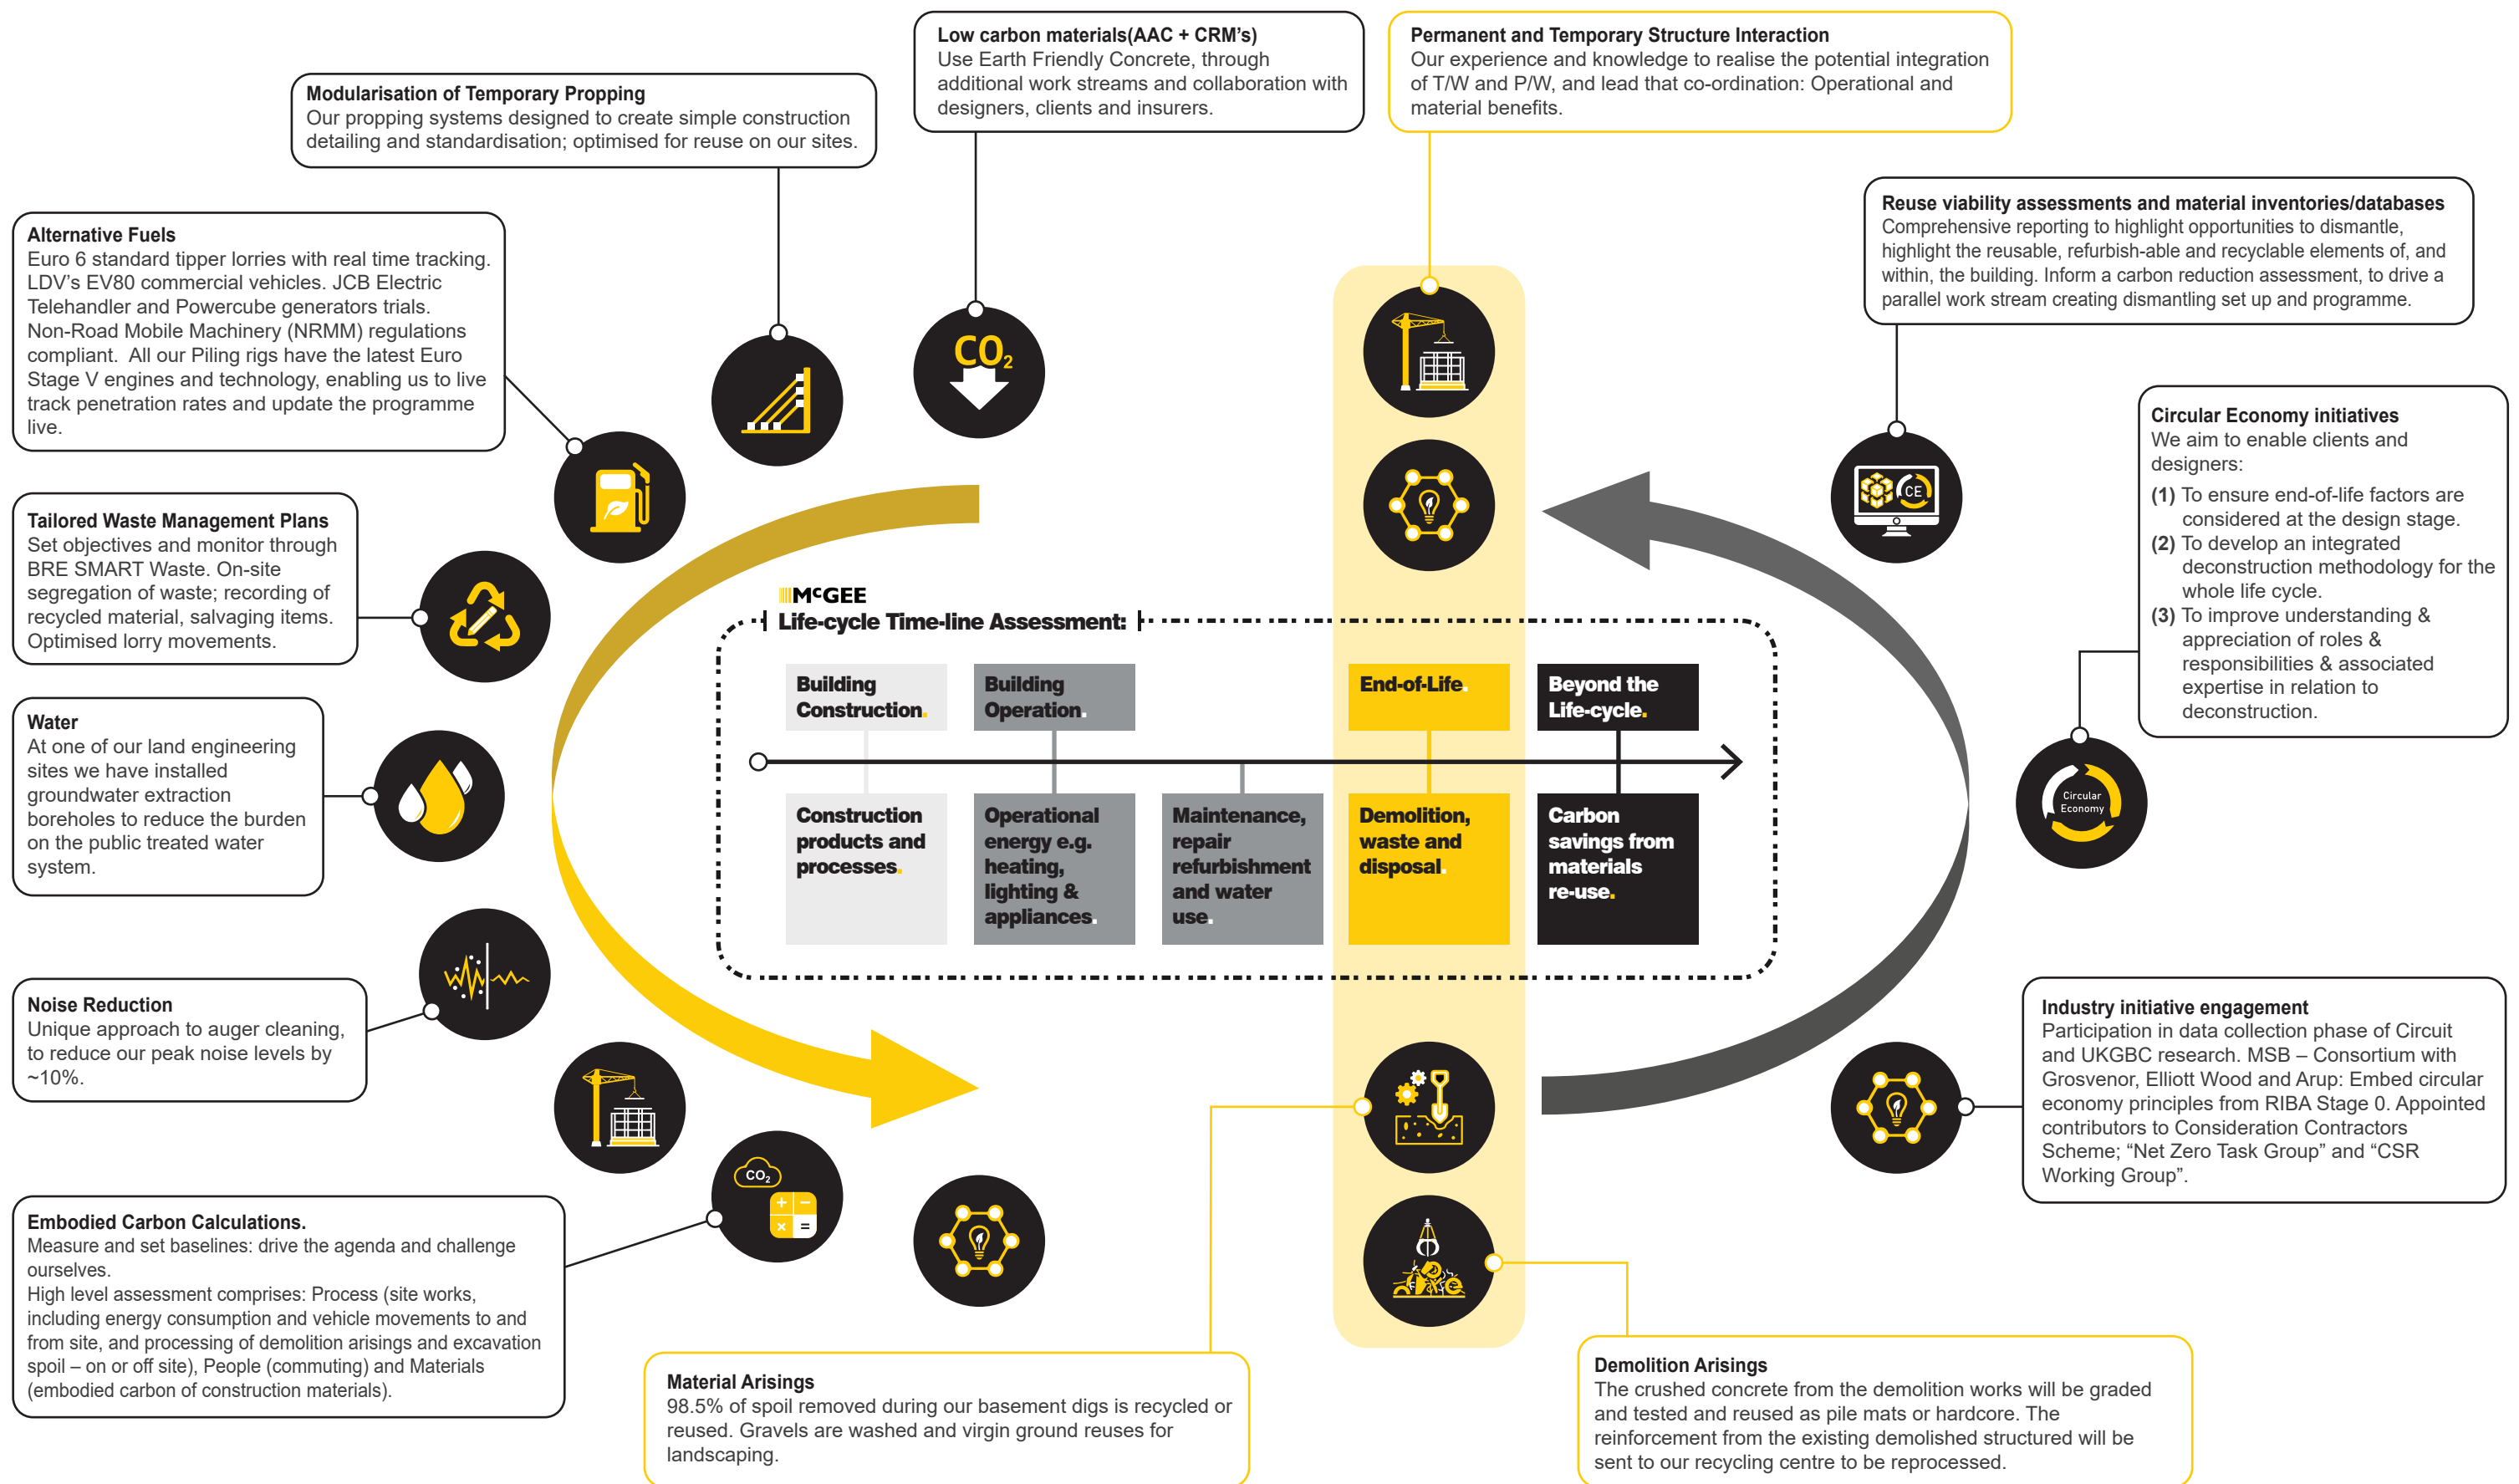 Low carbon materials(AAC + CRM's)
Use Earth Friendly Concrete, through
additional work streams and collaboration with
designers, clients and insurers.
Permanent and Temporary Structure Interaction
Our experience and knowledge to realise the potential integration
of T/W and P/W, and lead that co-ordination: Operational and
material benefits.
Modularisation of Temporary Propping
Our propping systems designed to create simple construction
detailing and standardisation; optimised for reuse on our sites.
Reuse viability assessments and material inventories/databases
Comprehensive reporting to highlight opportunities to dismantle,
highlight the reusable, refurbish-able and recyclable elements of, and
within, the building. Inform a carbon reduction assessment, to drive a
parallel work stream creating dismantling set up and programme.
Alternative Fuels
Euro 6 standard tipper lorries with real time tracking.
LDV's EV80 commercial vehicles. JCB Electric
Telehandler and Powercube generators trials.
Non-Road Mobile Machinery (NRMM) regulations
compliant.  All our Piling rigs have the latest Euro
Stage V engines and technology, enabling us to live
track penetration rates and update the programme
live.
CO2
CE
Circular Economy initiatives
We aim to enable clients and
designers:
(1) To ensure end-of-life factors are
considered at the design stage.
(2) To develop an integrated
deconstruction methodology for the
whole life cycle.
(3) To improve understanding &
appreciation of roles &
responsibilities & associated
expertise in relation to
deconstruction.
Tailored Waste Management Plans
Set objectives and monitor through
BRE SMART Waste. On-site
segregation of waste; recording of
recycled material, salvaging items.
Optimised lorry movements.
McGEE
Life-cycle Time-line Assessment:
Building
Construction.
Building
Operation.
End-of-Life.
Beyond the
Life-cycle.
Construction
products and
processes.
Operational
energy e.g.
heating,
lighting &
appliances.
Maintenance,
repair
refurbishment
and water
use.
Demolition,
waste and
disposal.
Carbon
savings from
materials
re-use.
Circular
Economy
Water
At one of our land engineering
sites we have installed
groundwater extraction
boreholes to reduce the burden
on the public treated water
system.
Noise Reduction
Unique approach to auger cleaning,
to reduce our peak noise levels by
~10%.
Industry initiative engagement
Participation in data collection phase of Circuit
and UKGBC research. MSB – Consortium with
Grosvenor, Elliott Wood and Arup: Embed circular
economy principles from RIBA Stage 0. Appointed
contributors to Consideration Contractors
Scheme; “Net Zero Task Group” and “CSR
Working Group”.
CO2
+ −
× =
Embodied Carbon Calculations.
Measure and set baselines: drive the agenda and challenge
ourselves.
High level assessment comprises: Process (site works,
including energy consumption and vehicle movements to and
from site, and processing of demolition arisings and excavation
spoil – on or off site), People (commuting) and Materials
(embodied carbon of construction materials).
Material Arisings
98.5% of spoil removed during our basement digs is recycled or
reused. Gravels are washed and virgin ground reuses for
landscaping.
Demolition Arisings
The crushed concrete from the demolition works will be graded
and tested and reused as pile mats or hardcore. The
reinforcement from the existing demolished structured will be
sent to our recycling centre to be reprocessed.